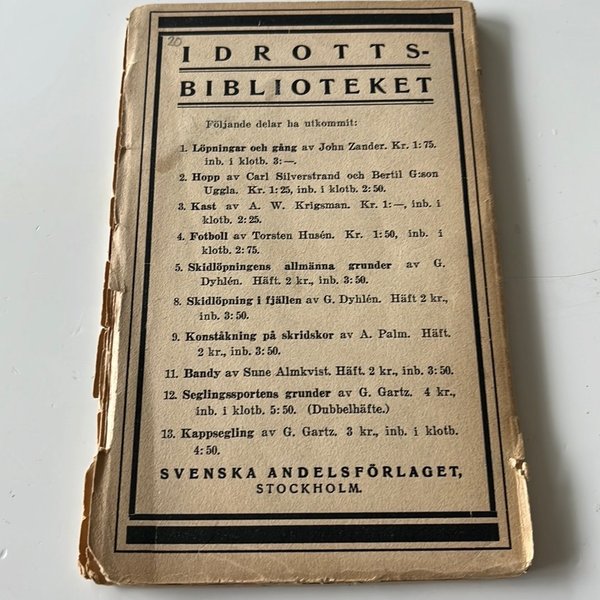 20
IDROTTS-
BIBLIOTEKET
Följande delar ha utkommit:
1. Löpningar och gång av John Zander. Kr. 1:75.
inb. i klotb. 3:—.
2. Hopp av Carl Silverstrand och Bertil G:son
Uggla. Kr. 1:25, inb. i klotb. 2:50.
3. Kast av A. W. Krigsman. Kr. 1:—, inb. i
klotb. 2:25.
4. Fotboll av Torsten Husén. Kr. 1:50, inb. i
klotb. 2:75.
5. Skidlöpningens allmänna grunder av G.
Dyhlén. Häft. 2 kr., inb. 3:50.
8. Skidlöpning i fjällen av G. Dyhlén. Häft 2 kr.,
inb. 3:50.
9. Konståkning på skridskor av A. Palm. Häft.
2 kr., inb. 3:50.
11. Bandy av Sune Almkvist. Häft. 2 kr., inb. 3:50.
12. Seglingssportens grunder av G. Gartz. 4 kr.,
inb. i klotb. 5:50. (Dubbelhäfte.)
13. Kappsegling av G. Gartz. 3 kr., inb. i klotb.
4:50.
SVENSKA ANDELSFÖRLAGET,
STOCKHOLM.